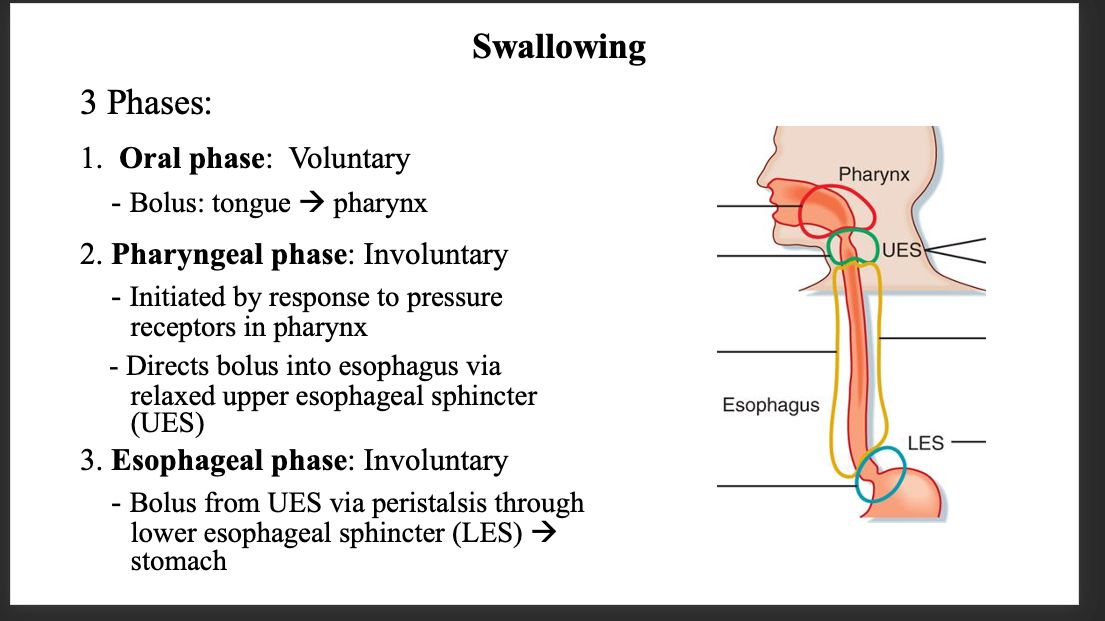 Swallowing
3 Phases:
1. Oral phase: Voluntary
- Bolus: tongue → pharynx
2. Pharyngeal phase: Involuntary
- Initiated by response to pressure
receptors in pharynx
- Directs bolus into esophagus via
relaxed upper esophageal sphincter
(UES)
3. Esophageal phase: Involuntary
- Bolus from UES via peristalsis through
lower esophageal sphincter (LES) →
stomach
Pharynx
UES
Esophagus
LES